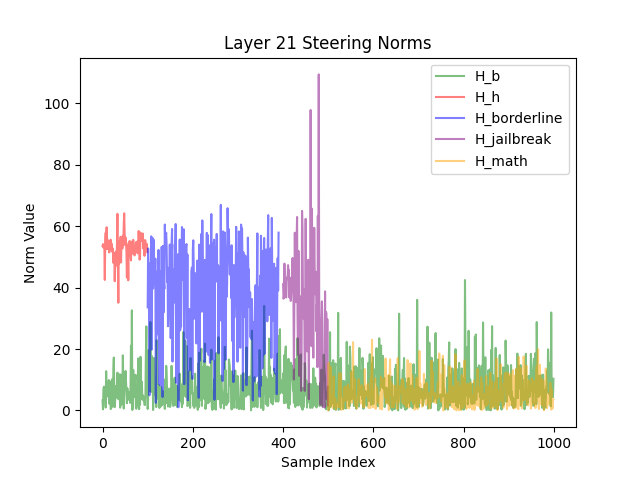 Layer 21 Steering Norms
H_b
H_h
H_borderline
H_jailbreak
H_math
Norm Value
100
80
60
40
20
0
0 200 400 600 800 1000
Sample Index